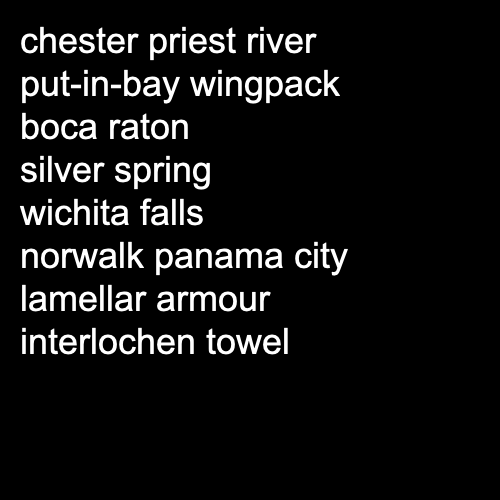 chester priest river
put-in-bay wingpack
boca raton
silver spring
wichita falls
norwalk panama city
lamellar armour
interlochen towel